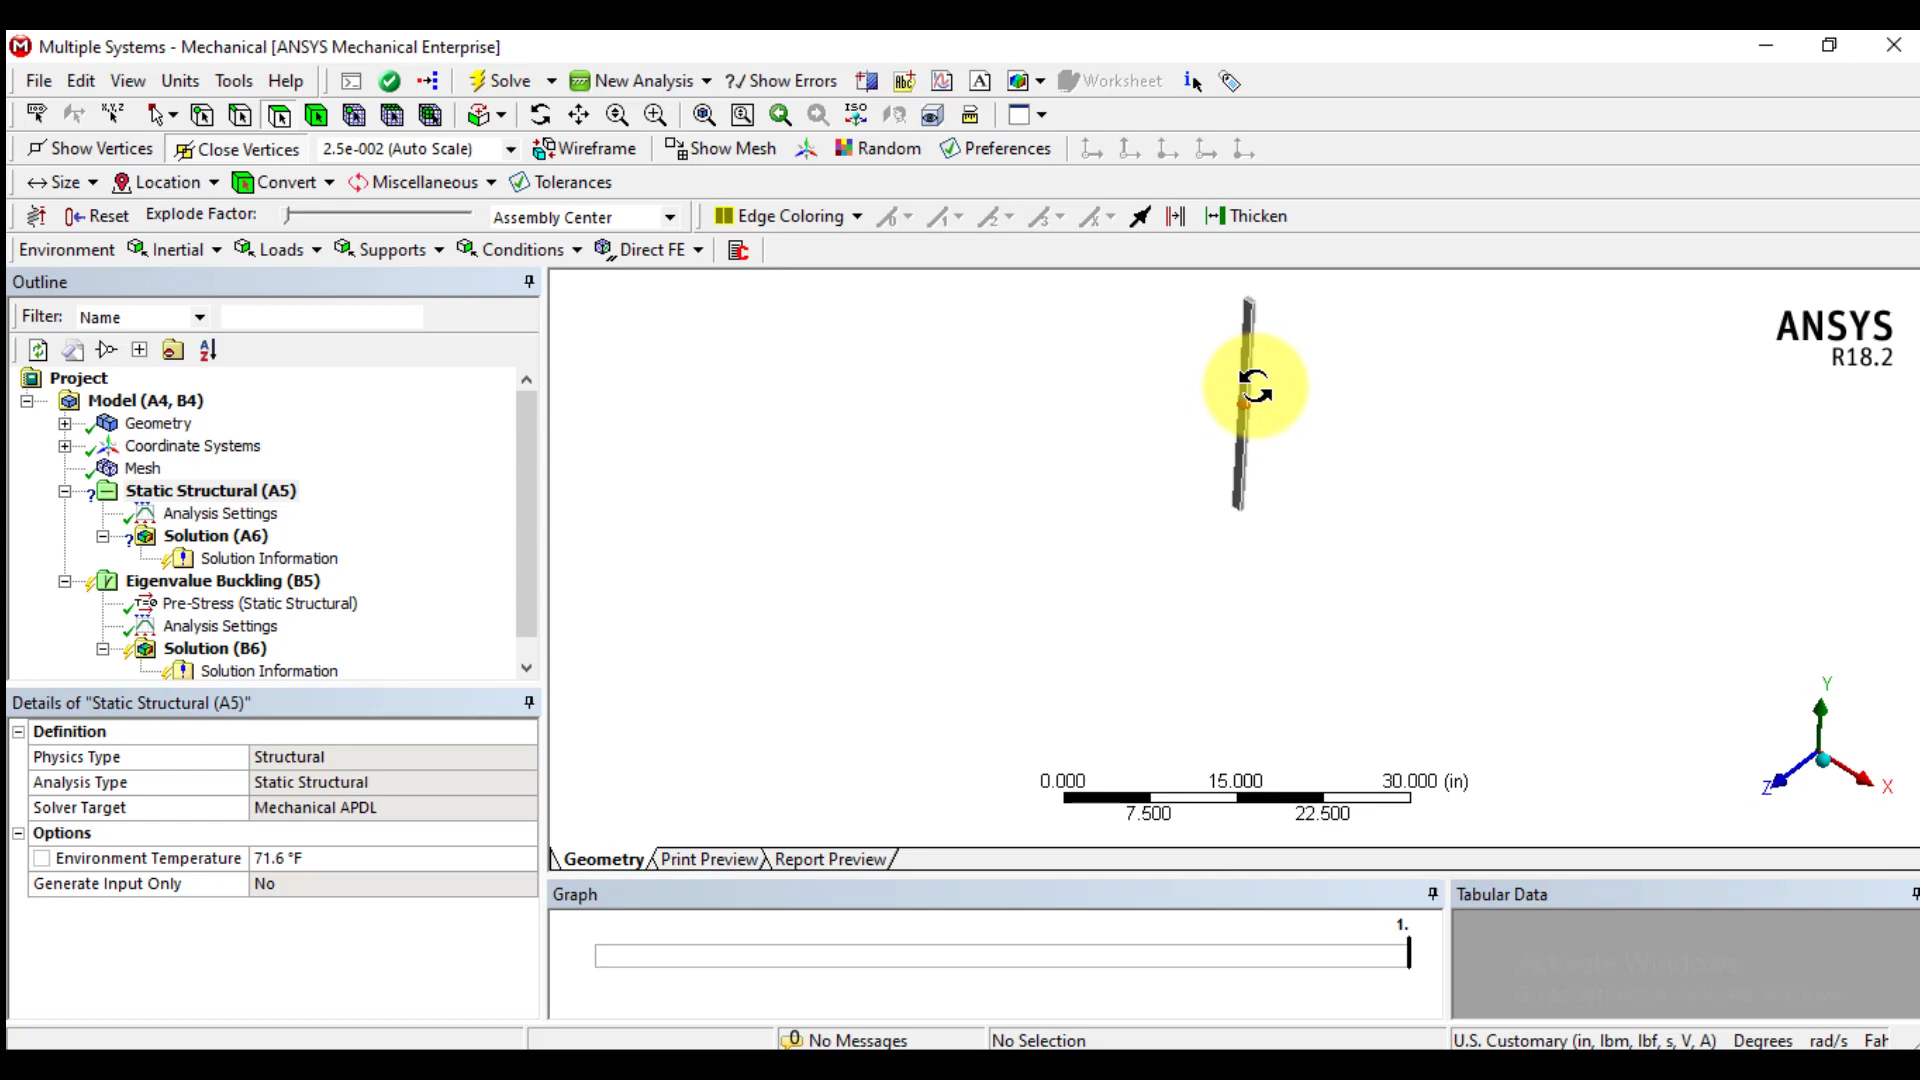 Multiple Systems - Mechanical [ANSYS Mechanical Enterprise]
File Edit View Units Tools Help Solve New Analysis ?/ Show Errors Worksheet
ISO
Show Vertices Close Vertices 2.5e-002 (Auto Scale) Wireframe Show Mesh Random Preferences
Size Location Convert Miscellaneous Tolerances
Reset Explode Factor: Assembly Center Edge Coloring Thicken
Environment Inertial Loads Supports Conditions Direct FE
Outline
Filter: Name
Project
Model (A4, B4)
Geometry
Coordinate Systems
Mesh
Static Structural (A5)
Analysis Settings
Solution (A6)
Solution Information
Eigenvalue Buckling (B5)
Pre-Stress (Static Structural)
Analysis Settings
Solution (B6)
Solution Information
Details of "Static Structural (A5)"
Definition
Physics Type Structural
Analysis Type Static Structural
Solver Target Mechanical APDL
Options
Environment Temperature 71.6 °F
Generate Input Only No
ANSYS
R18.2
Y
Z X
0.000 15.000 30.000 (in)
7.500 22.500
Geometry Print Preview Report Preview
Graph
1.
Tabular Data
Activate Windows
0 No Messages No Selection U.S. Customary (in, lbm, lbf, s, V, A) Degrees rad/s Fah